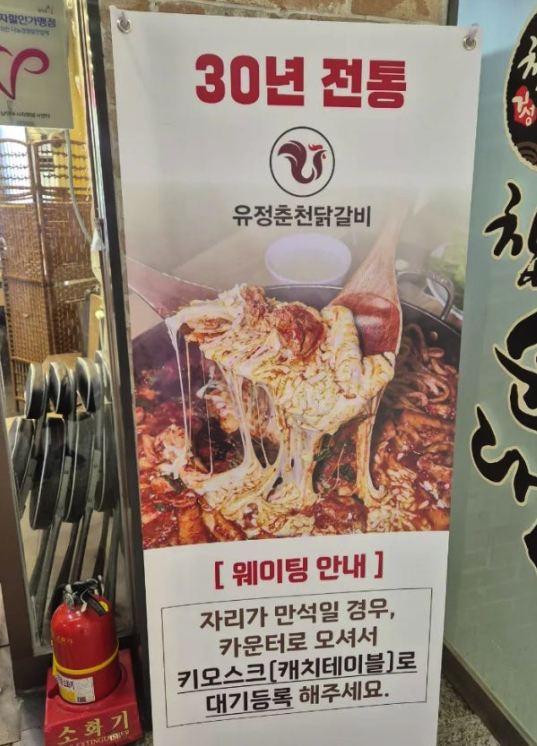 30년 전통
유정춘천닭갈비
[ 웨이팅 안내 ]
자리가 만석일 경우,
카운터로 오셔서
키오스크[캐치테이블]로
대기등록 해주세요.
소화기